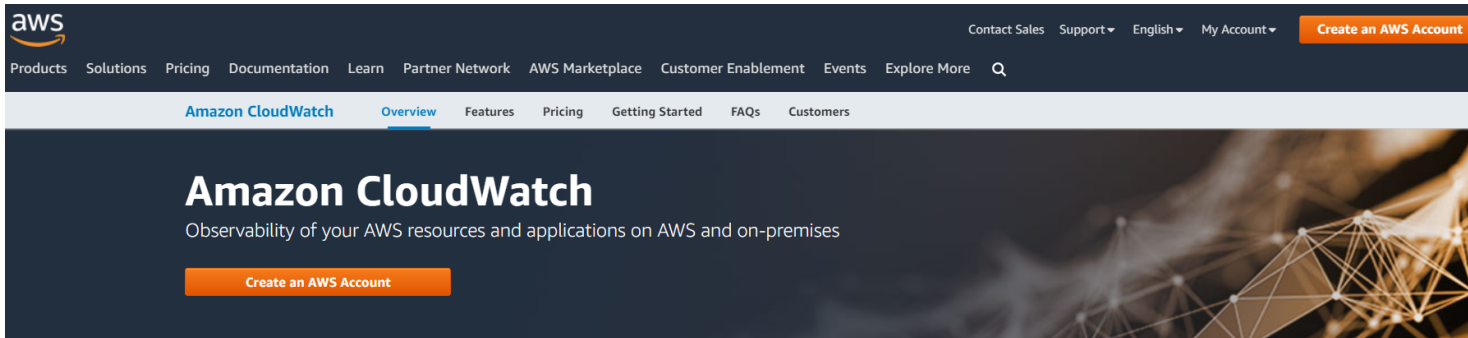 aws
Contact Sales Support English My Account Create an AWS Account
Products Solutions Pricing Documentation Learn Partner Network AWS Marketplace Customer Enablement Events Explore More
Amazon CloudWatch Overview Features Pricing Getting Started FAQs Customers
Amazon CloudWatch
Observability of your AWS resources and applications on AWS and on-premises
Create an AWS Account